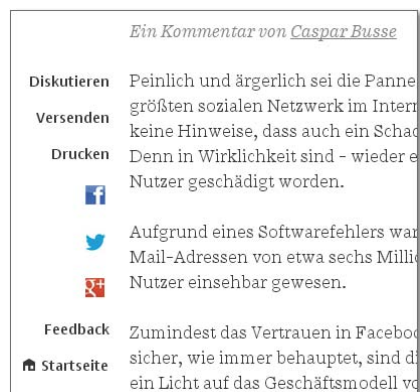 Ein Kommentar von Caspar Busse
Diskutieren
Versenden
Drucken
f
g+
Feedback
Startseite
Peinlich und ärgerlich sei die Panne
größten sozialen Netzwerk im Intern
keine Hinweise, dass auch ein Schad
Denn in Wirklichkeit sind - wieder e
Nutzer geschädigt worden.
Aufgrund eines Softwarefehlers war
Mail-Adressen von etwa sechs Milli
Nutzer einsehbar gewesen.
Zumindest das Vertrauen in Faceboo
sicher, wie immer behauptet, sind di
ein Licht auf das Geschäftsmodell vo